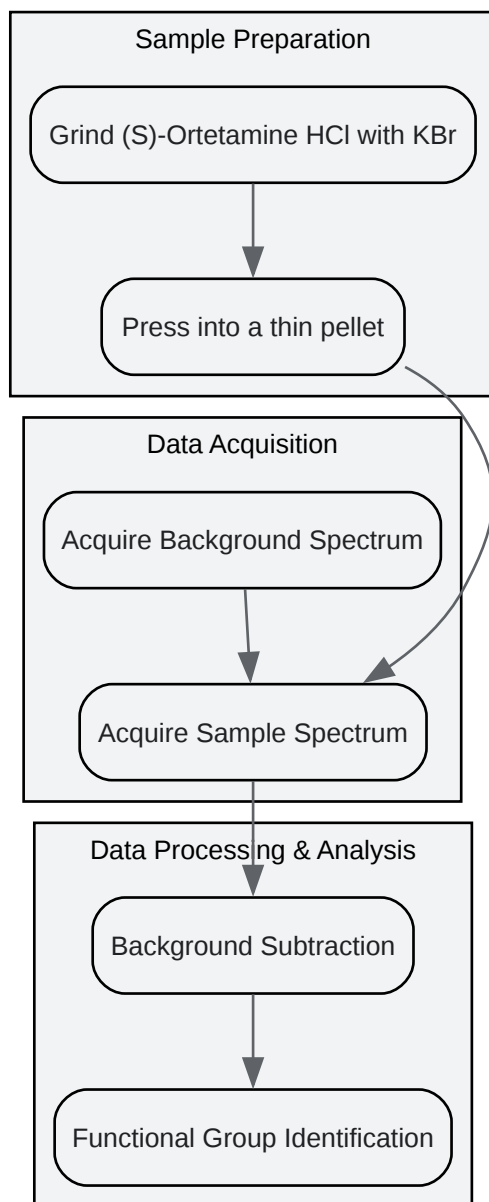 Sample Preparation
Grind (S)-Ortetamine HCl with KBr
Press into a thin pellet
Data Acquisition
Acquire Background Spectrum
Acquire Sample Spectrum
Data Processing & Analysis
Background Subtraction
Functional Group Identification